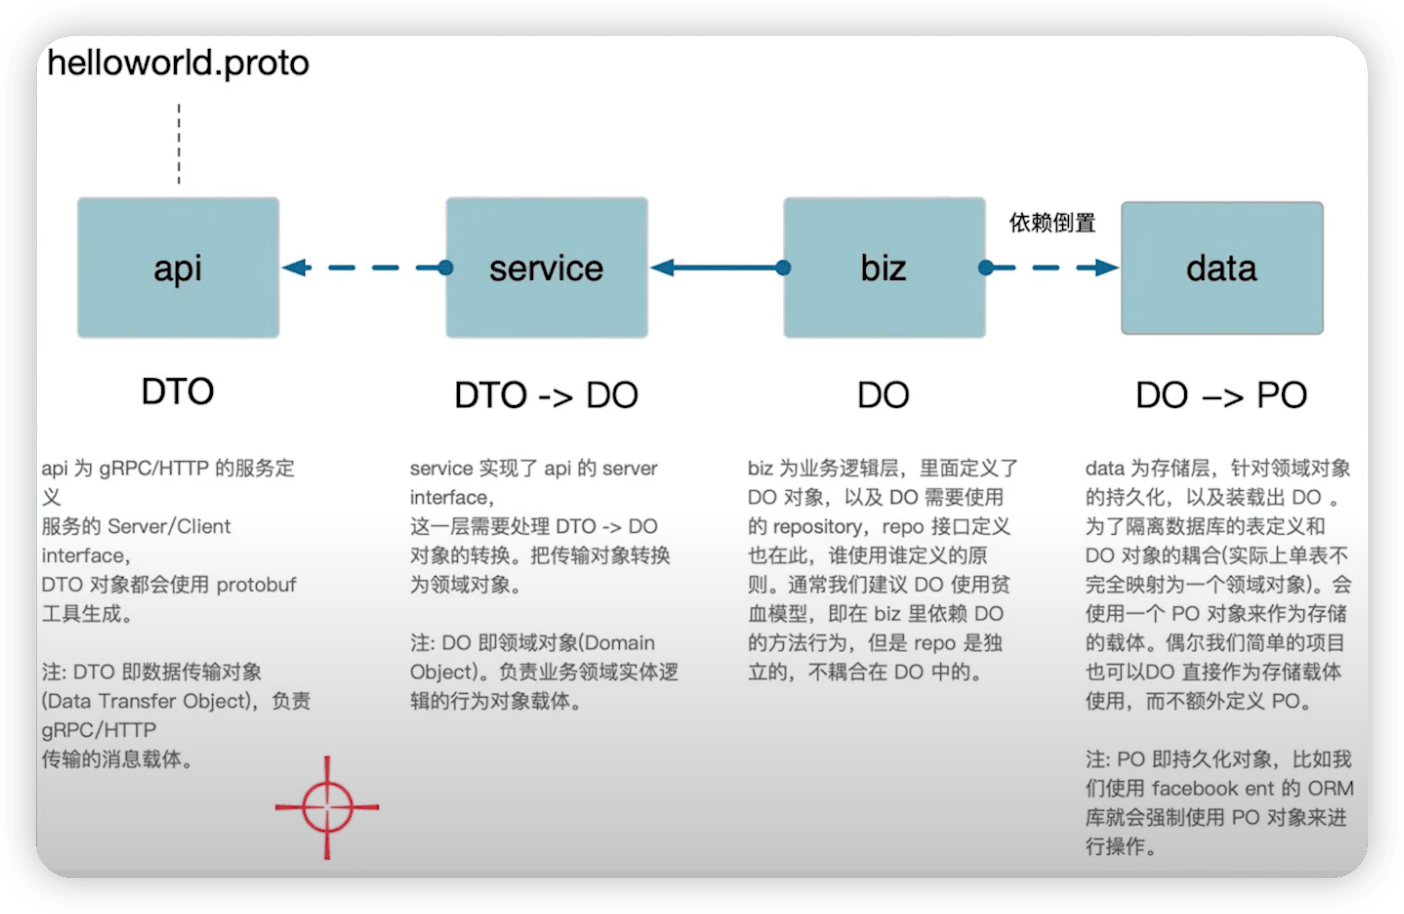 helloworld.proto
api
service
biz
依赖倒置
data
DTO
DTO -> DO
DO
DO –> PO
api 为 gRPC/HTTP 的服务定
义
服务的 Server/Client
interface,
DTO 对象都会使用 protobuf
工具生成。
注: DTO 即数据传输对象
(Data Transfer Object)，负责
gRPC/HTTP
传输的消息载体。
service 实现了 api 的 server
interface,
这一层需要处理 DTO -> DO
对象的转换。把传输对象转换
为领域对象。
注: DO 即领域对象(Domain
Object)。负责业务领域实体逻
辑的行为对象载体。
biz 为业务逻辑层，里面定义了
DO 对象，以及 DO 需要使用
的 repository，repo 接口定义
也在此，谁使用谁定义的原
则。通常我们建议 DO 使用贫
血模型，即在 biz 里依赖 DO
的方法行为，但是 repo 是独
立的，不耦合在 DO 中的。
data 为存储层，针对领域对象
的持久化，以及装载出 DO 。
为了隔离数据库的表定义和
DO 对象的耦合(实际上单表不
完全映射为一个领域对象)。会
使用一个 PO 对象来作为存储
的载体。偶尔我们简单的项目
也可以DO 直接作为存储载体
使用，而不额外定义 PO。
注: PO 即持久化对象，比如我
们使用 facebook ent 的 ORM
库就会强制使用 PO 对象来进
行操作。